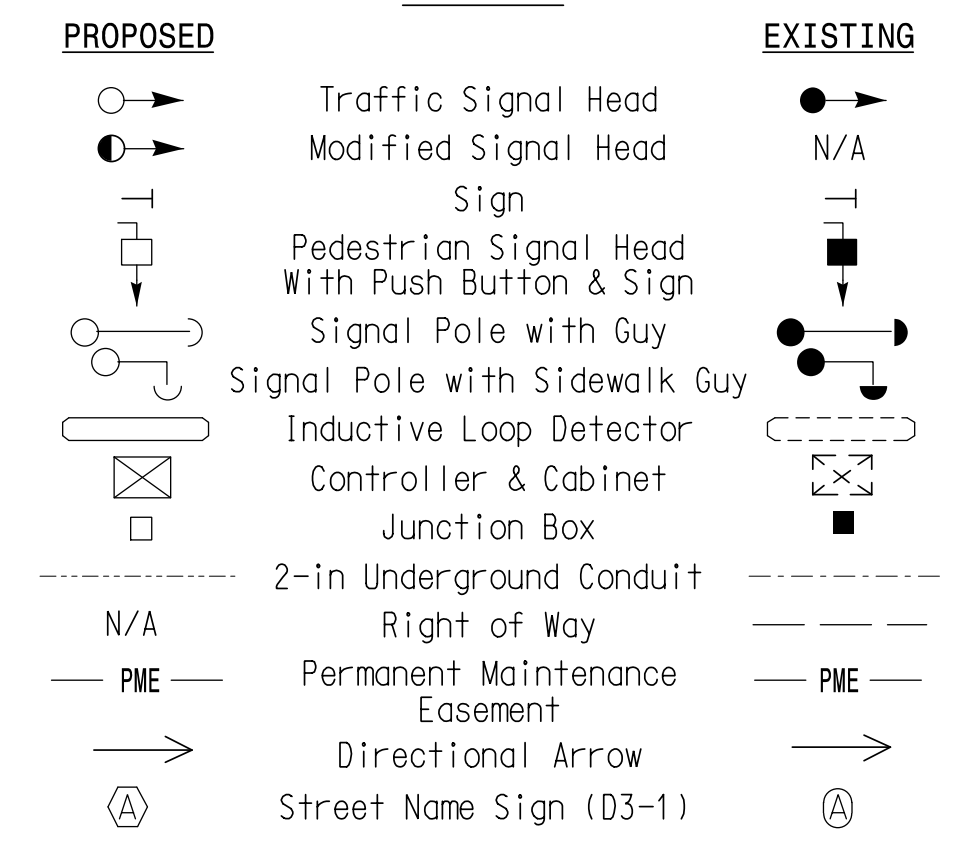 PROPOSED EXISTING
Traffic Signal Head
Modified Signal Head N/A
Sign
Pedestrian Signal Head
With Push Button & Sign
Signal Pole with Guy
Signal Pole with Sidewalk Guy
Inductive Loop Detector
Controller & Cabinet
Junction Box
2-in Underground Conduit
N/A Right of Way
PME Permanent Maintenance PME
Easement
Directional Arrow
A Street Name Sign (D3-1) A